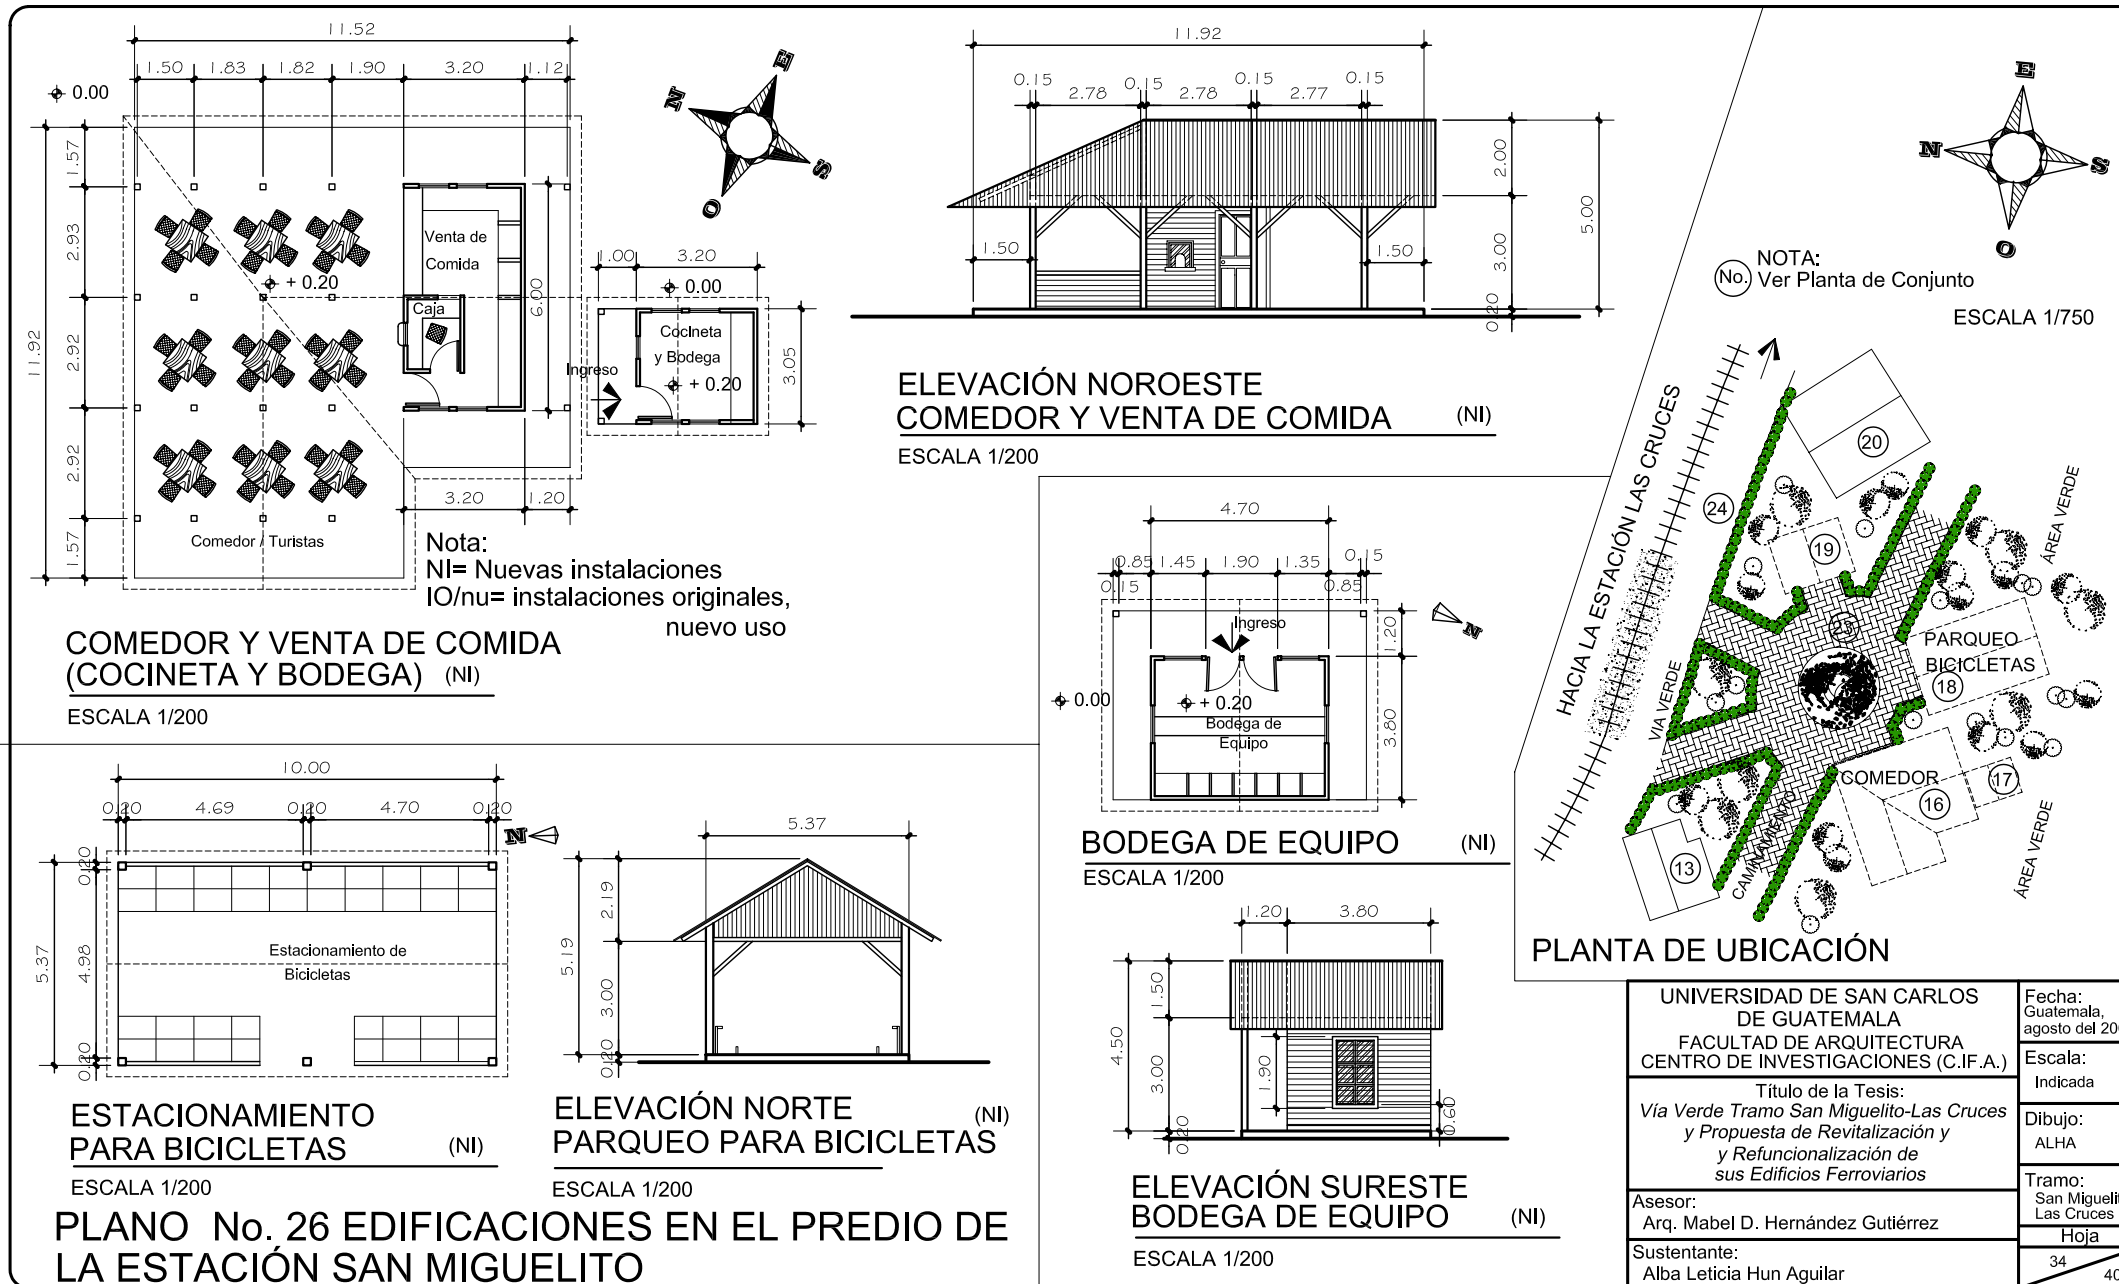 11.52
1.50 1.83 1.82 1.90 3.20 1.12
0.00
N E S O
11.92
1.57
2.93
2.92
2.92
1.57
Venta de
Comida
+ 0.20
Caja
6.00
Comedor / Turistas
3.20 1.20
1.00 3.20
0.00
Cocineta
y Bodega
+ 0.20
Ingreso
3.05
Nota:
NI= Nuevas instalaciones
IO/nu= instalaciones originales,
nuevo uso
COMEDOR Y VENTA DE COMIDA
(COCINETA Y BODEGA) (NI)
ESCALA 1/200
11.92
0.15 0.15 0.15 0.15
2.78 2.78 2.77
2.00
5.00
3.00
0.20
1.50 1.50
ELEVACIÓN NOROESTE
COMEDOR Y VENTA DE COMIDA (NI)
ESCALA 1/200
E
N S
O
NOTA:
No. Ver Planta de Conjunto
ESCALA 1/750
HACIA LA ESTACIÓN LAS CRUCES
20
24
19
ÁREA VERDE
23
PARQUEO
BICICLETAS
18
VIA VERDE
COMEDOR
17
16
CAMINAMIENTO
13
ÁREA VERDE
PLANTA DE UBICACIÓN
4.70
0.85 1.45 1.90 1.35 0.15
0.15 0.85
Ingreso
N
1.20
0.00
+ 0.20
Bodega de
Equipo
3.80
BODEGA DE EQUIPO (NI)
ESCALA 1/200
10.00
0.20 4.69 0.20 4.70 0.20
N
0.20
5.37
4.98
0.20
Estacionamiento de
Bicicletas
ESTACIONAMIENTO
PARA BICICLETAS (NI)
ESCALA 1/200
5.37
2.19
5.19
3.00
0.20
ELEVACIÓN NORTE (NI)
PARQUEO PARA BICICLETAS
ESCALA 1/200
1.20 3.80
1.50
4.50
3.00
1.90
0.60
0.20
ELEVACIÓN SURESTE
BODEGA DE EQUIPO (NI)
ESCALA 1/200
PLANO No. 26 EDIFICACIONES EN EL PREDIO DE
LA ESTACIÓN SAN MIGUELITO
UNIVERSIDAD DE SAN CARLOS
DE GUATEMALA
FACULTAD DE ARQUITECTURA
CENTRO DE INVESTIGACIONES (C.IF.A.)
Título de la Tesis:
Vía Verde Tramo San Miguelito-Las Cruces
y Propuesta de Revitalización y
y Refuncionalización de
sus Edificios Ferroviarios
Asesor:
Arq. Mabel D. Hernández Gutiérrez
Sustentante:
Alba Leticia Hun Aguilar
Fecha:
Guatemala,
agosto del
Escala:
Indicada
Dibujo:
ALHA
Tramo:
San
Las Cruces
Hoja
34
40